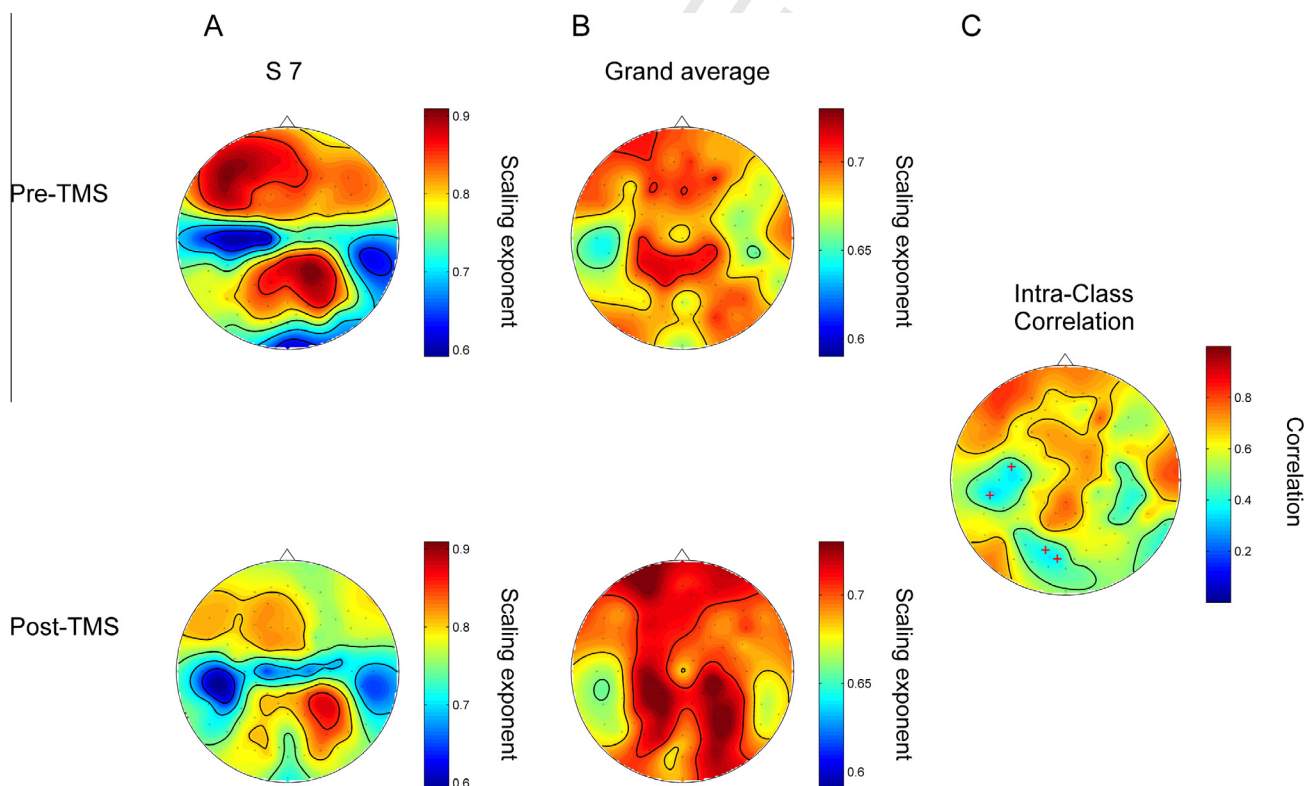 A
B
C
S 7
Grand average
Pre-TMS
0.9
0.8
0.7
0.6
Scaling exponent
0.7
0.65
0.6
Scaling exponent
Intra-Class
Correlation
0.8
0.6
0.4
0.2
Correlation
Post-TMS
0.9
0.8
0.7
0.6
Scaling exponent
0.7
0.65
0.6
Scaling exponent